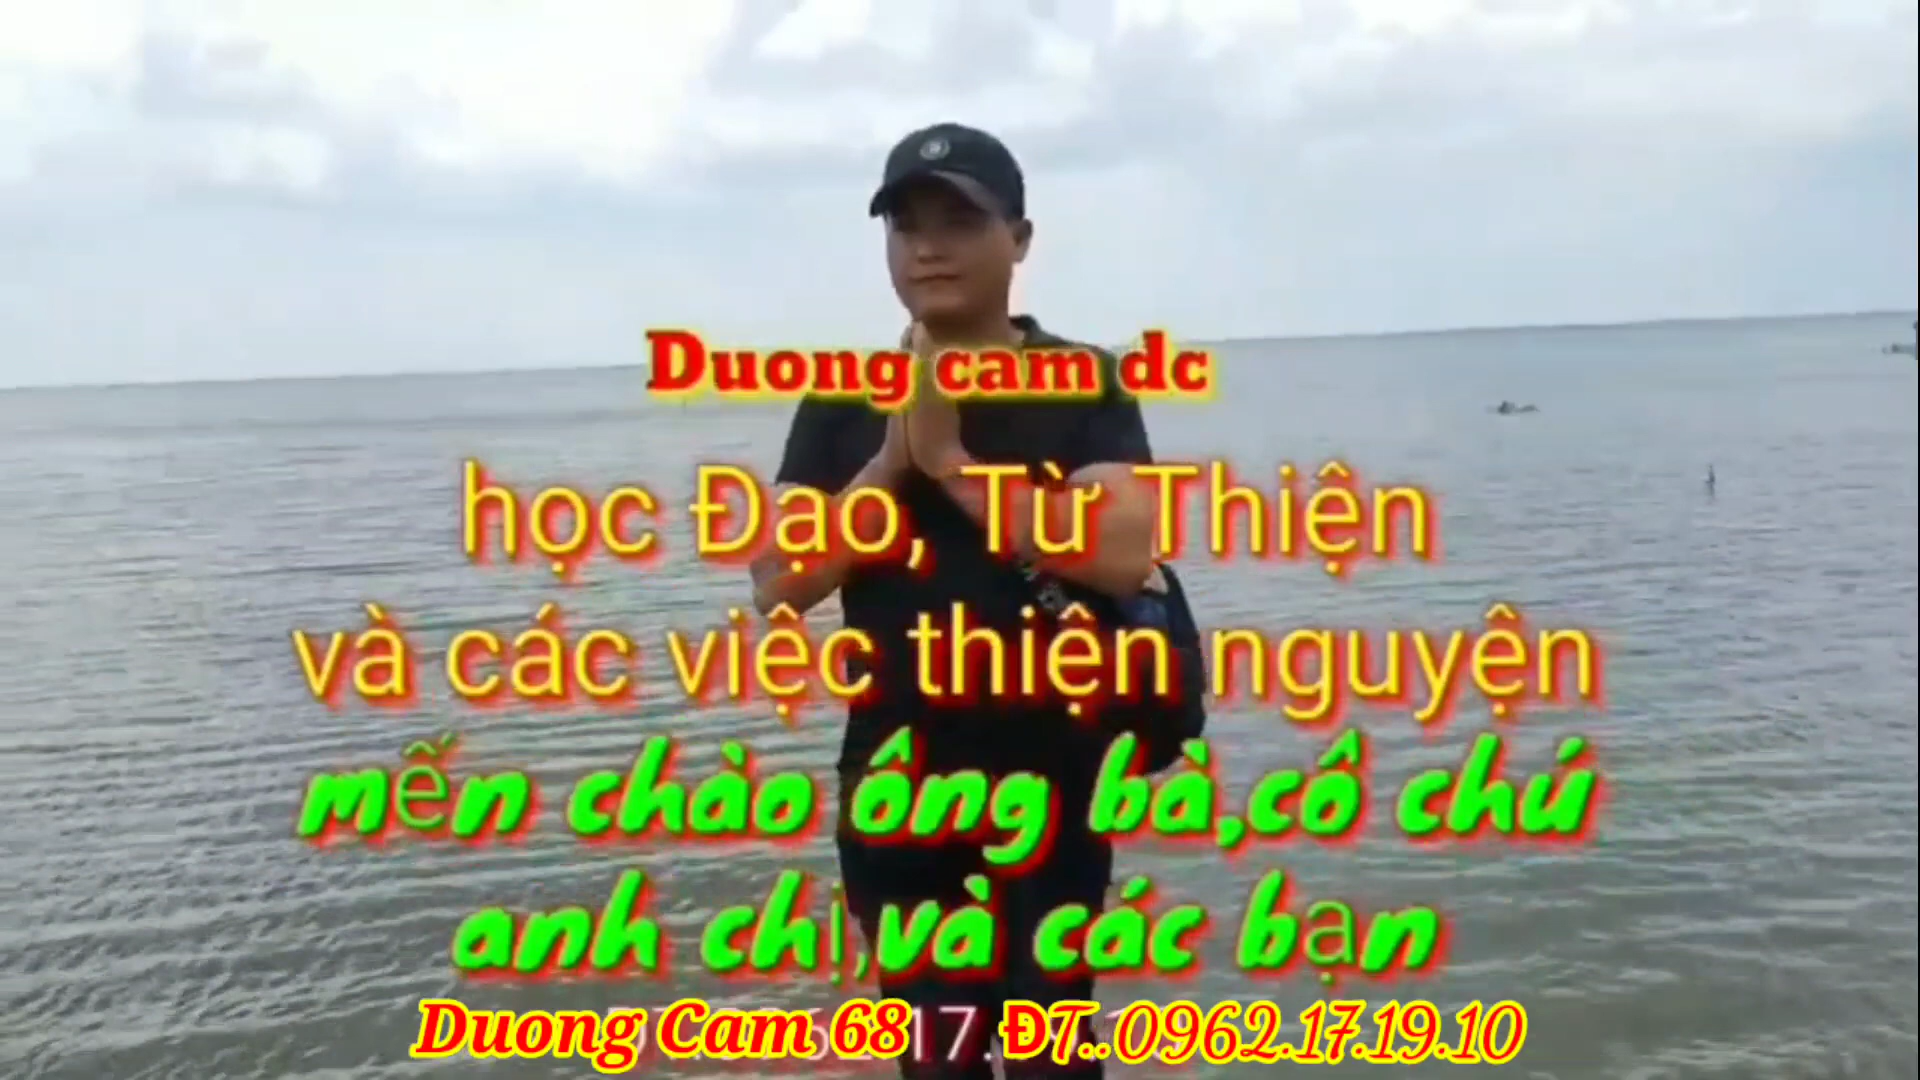 Duong cam dc
học Đạo, Từ Thiện
và các việc thiện nguyện
mến chào ông bà,cô chú
anh chị,và các bạn
Duong Cam 68 ĐT..0962.17.19.10